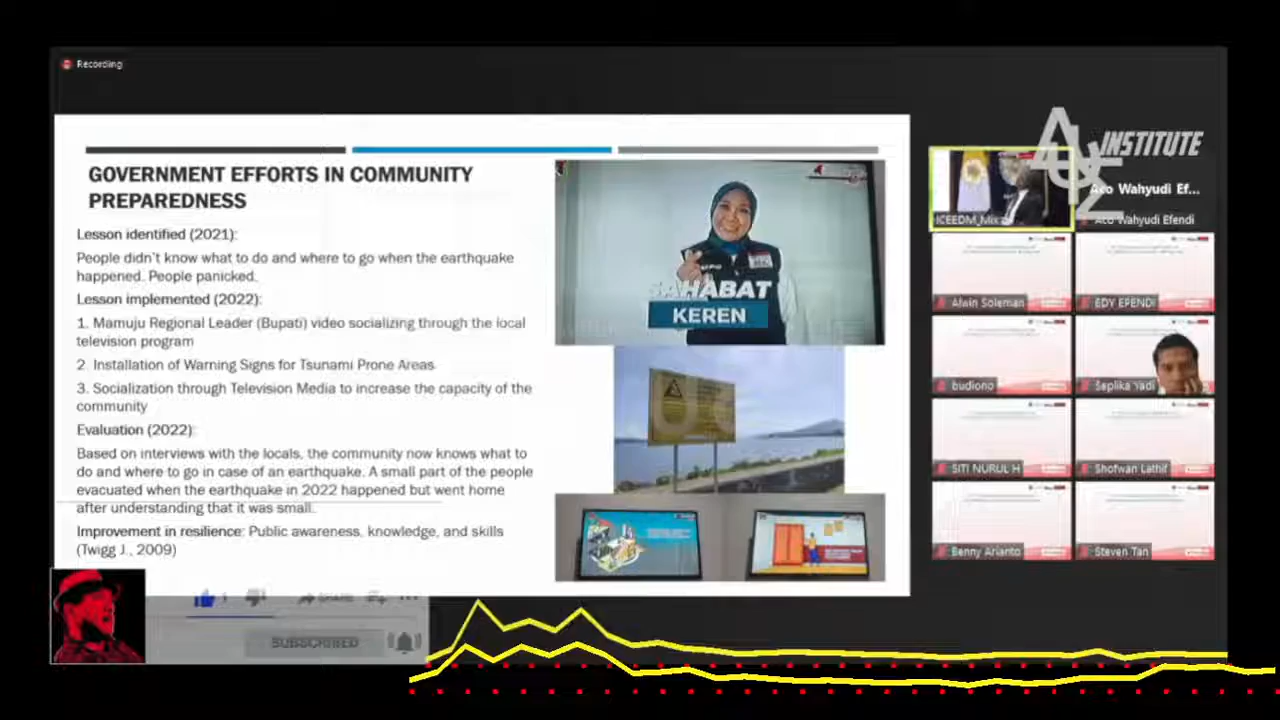 Recording
GOVERNMENT EFFORTS IN COMMUNITY
PREPAREDNESS
Lesson identified (2021):
People didn't know what to do and where to go when the earthquake
happened. People panicked.
Lesson implemented (2022):
1. Mamuju Regional Leader (Bupati) video socializing through the local
television program
2. Installation of Warning Signs for Tsunami Prone Areas
3. Socialization through Television Media to increase the capacity of the
community
Evaluation (2022):
Based on interviews with the locals, the community now knows what to
do and where to go in case of an earthquake. A small part of the people
evacuated when the earthquake in 2022 happened but went home
after understanding that it was small.
Improvement in resilience: Public awareness, knowledge, and skills
(Twigg J., 2009)
SAHABAT
KEREN
AUZ
INSTITUTE
Aco Wahyudi Ef...
Aco Wahyudi Efendi
Alwin Soleman
EDY EPENDI
budiono
Saplika Yadi
SITI NURUL H
Shofwan Lathif
Benny Arianto
Steven Tan
1
SHARE
SUBSCRIBED